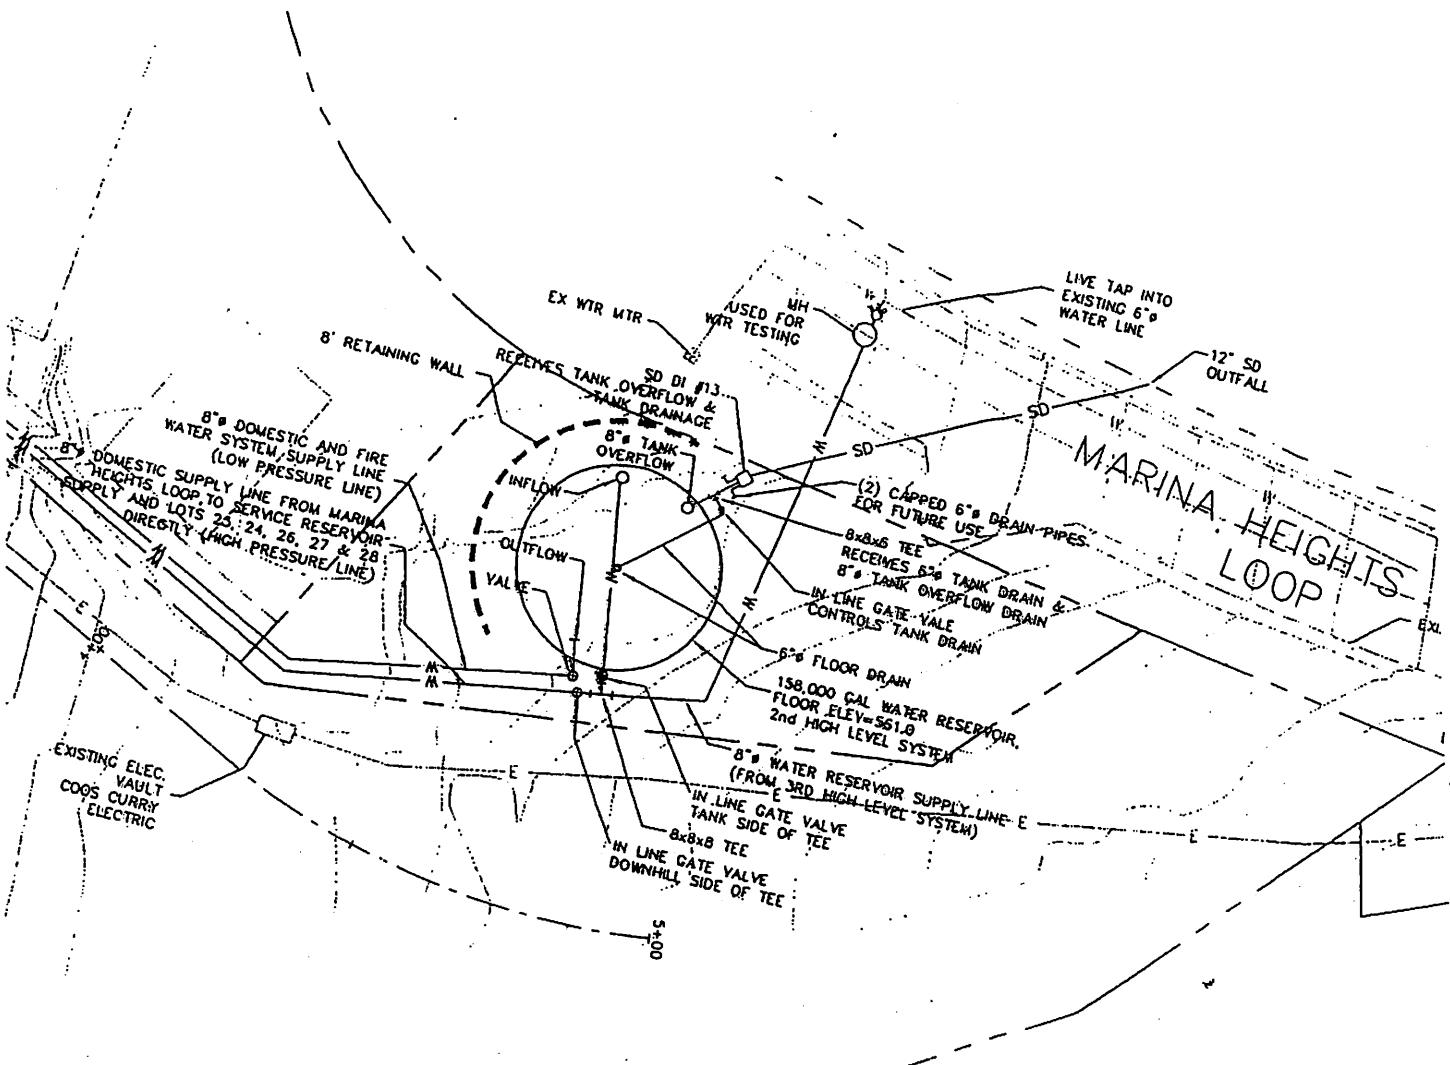 LIVE TAP INTO
EXISTING 6"ø
WATER LINE
MH
USED FOR
WTR TESTING
EX WTR MTR
12" SD
OUTFALL
8' RETAINING WALL
SD DI #13
RECEIVES TANK OVERFLOW &
TANK DRAINAGE
8"ø TANK
OVERFLOW
SD
SD
MARINA HEIGHTS
LOOP
8"ø DOMESTIC AND FIRE
WATER SYSTEM SUPPLY LINE
(LOW PRESSURE LINE)
8"ø DOMESTIC SUPPLY LINE FROM MARINA
HEIGHTS LOOP TO SERVICE RESERVOIR
SUPPLY AND LOTS 25, 24, 26, 27 & 28
DIRECTLY (HIGH PRESSURE LINE)
INFLOW
OUTFLOW
VALVE
(2) CAPPED 6"ø DRAIN PIPES
FOR FUTURE USE
8x8x6 TEE
RECEIVES 6"ø TANK DRAIN &
8"ø TANK OVERFLOW DRAIN
IN LINE GATE VALE
CONTROLS TANK DRAIN
6"ø FLOOR DRAIN
158,000 GAL WATER RESERVOIR,
FLOOR ELEV=561.0
2nd HIGH LEVEL SYSTEM
8"ø WATER RESERVOIR SUPPLY LINE
(FROM 3RD HIGH LEVEL SYSTEM)
IN LINE GATE VALVE
TANK SIDE OF TEE
8x8x8 TEE
IN LINE GATE VALVE
DOWNHILL SIDE OF TEE
EXISTING ELEC.
VAULT
COOS CURRY
ELECTRIC
4+00
5+00
W
W
W
W
W
E
E
E
E
E
EXI